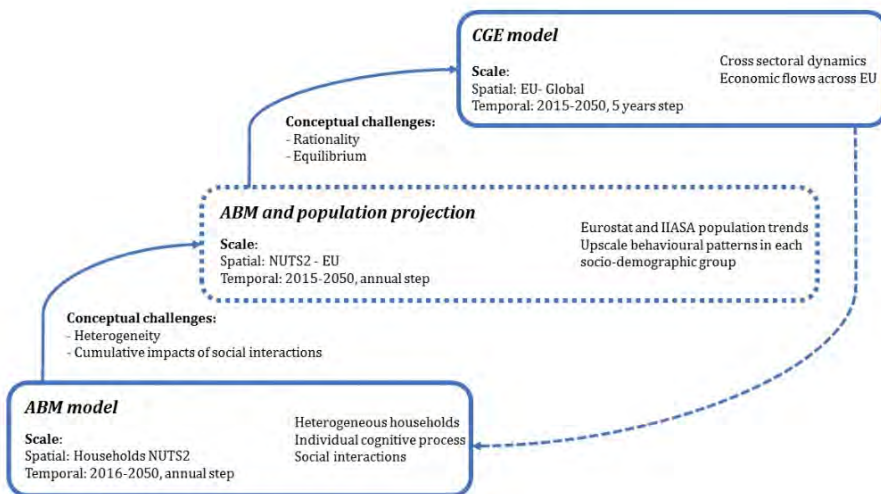 CGE model
Scale:
Spatial: EU- Global
Temporal: 2015-2050, 5 years step
Cross sectoral dynamics
Economic flows across EU
Conceptual challenges:
- Rationality
- Equilibrium
ABM and population projection
Scale:
Spatial: NUTS2 - EU
Temporal: 2015-2050, annual step
Eurostat and IIASA population trends
Upscale behavioural patterns in each
socio-demographic group
Conceptual challenges:
- Heterogeneity
- Cumulative impacts of social interactions
ABM model
Scale:
Spatial: Households NUTS2
Temporal: 2016-2050, annual step
Heterogeneous households
Individual cognitive process
Social interactions